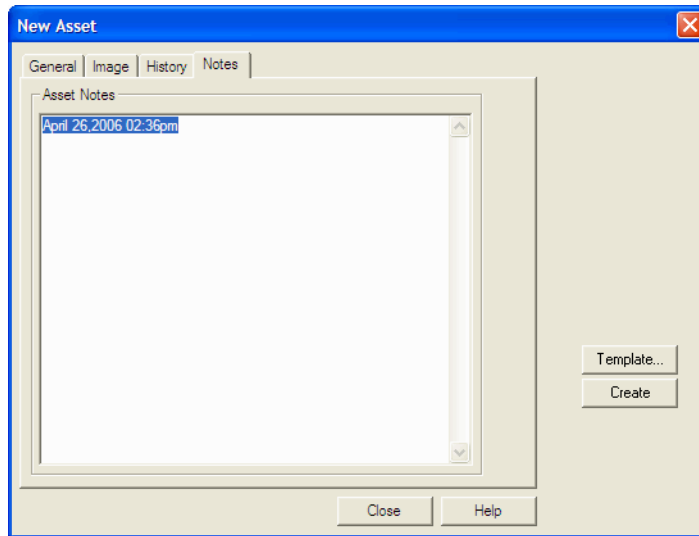 New Asset
General Image History Notes
Asset Notes
April 26,2006 02:36pm
Template...
Create
Close Help